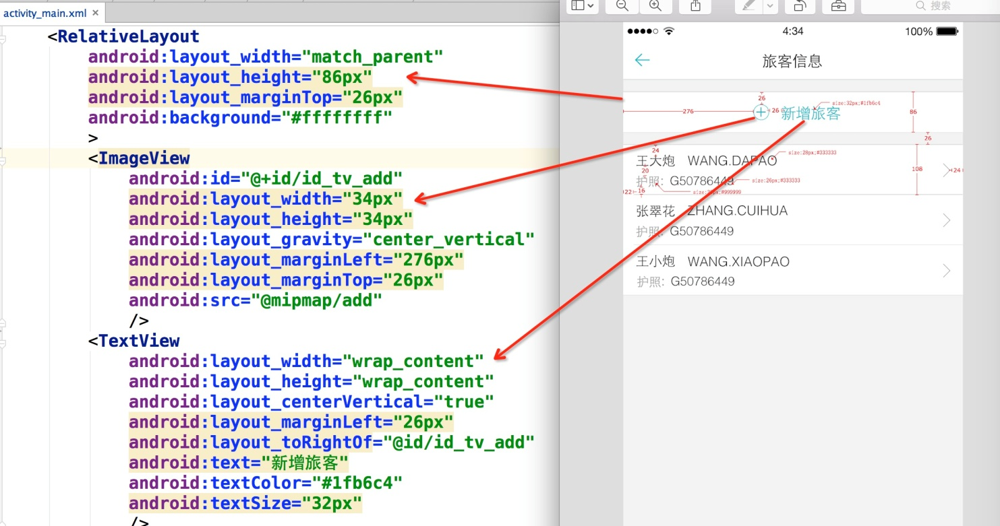 activity_main.xml ×
<RelativeLayout
android:layout_width="match_parent"
android:layout_height="86px"
android:layout_marginTop="26px"
android:background="#ffffffff"
>
<ImageView
android:id="@+id/id_tv_add"
android:layout_width="34px"
android:layout_height="34px"
android:layout_gravity="center_vertical"
android:layout_marginLeft="276px"
android:layout_marginTop="26px"
android:src="@mipmap/add"
/>
<TextView
android:layout_width="wrap_content"
android:layout_height="wrap_content"
android:layout_centerVertical="true"
android:layout_marginLeft="26px"
android:layout_toRightOf="@id/id_tv_add"
android:text="新增旅客"
android:textColor="#1fb6c4"
android:textSize="32px"
/>
搜索
4:34
100%
旅客信息
26
size:32px;#1fb6c4
276
26
新增旅客
86
26
24
size:28px;#333333
王大炮 WANG.DAPAO
20
108
24
护照: G50786449
size:26px;#333333
22
16
张翠花 ZHANG.CUIHUA
护照: G50786449
王小炮 WANG.XIAOPAO
护照: G50786449